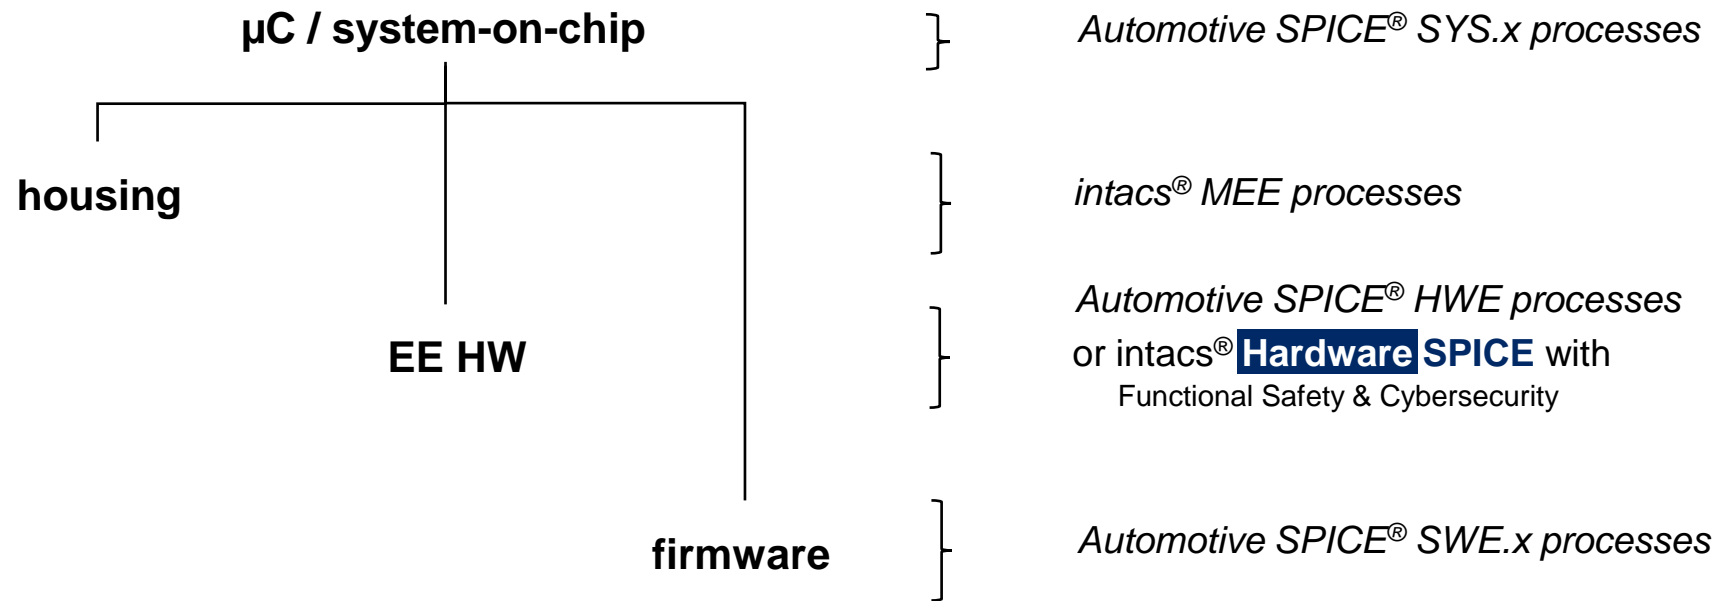 µC / system-on-chip
Automotive SPICE® SYS.x processes
housing
intacs® MEE processes
EE HW
Automotive SPICE® HWE processes
or intacs® Hardware SPICE with
Functional Safety & Cybersecurity
firmware
Automotive SPICE® SWE.x processes